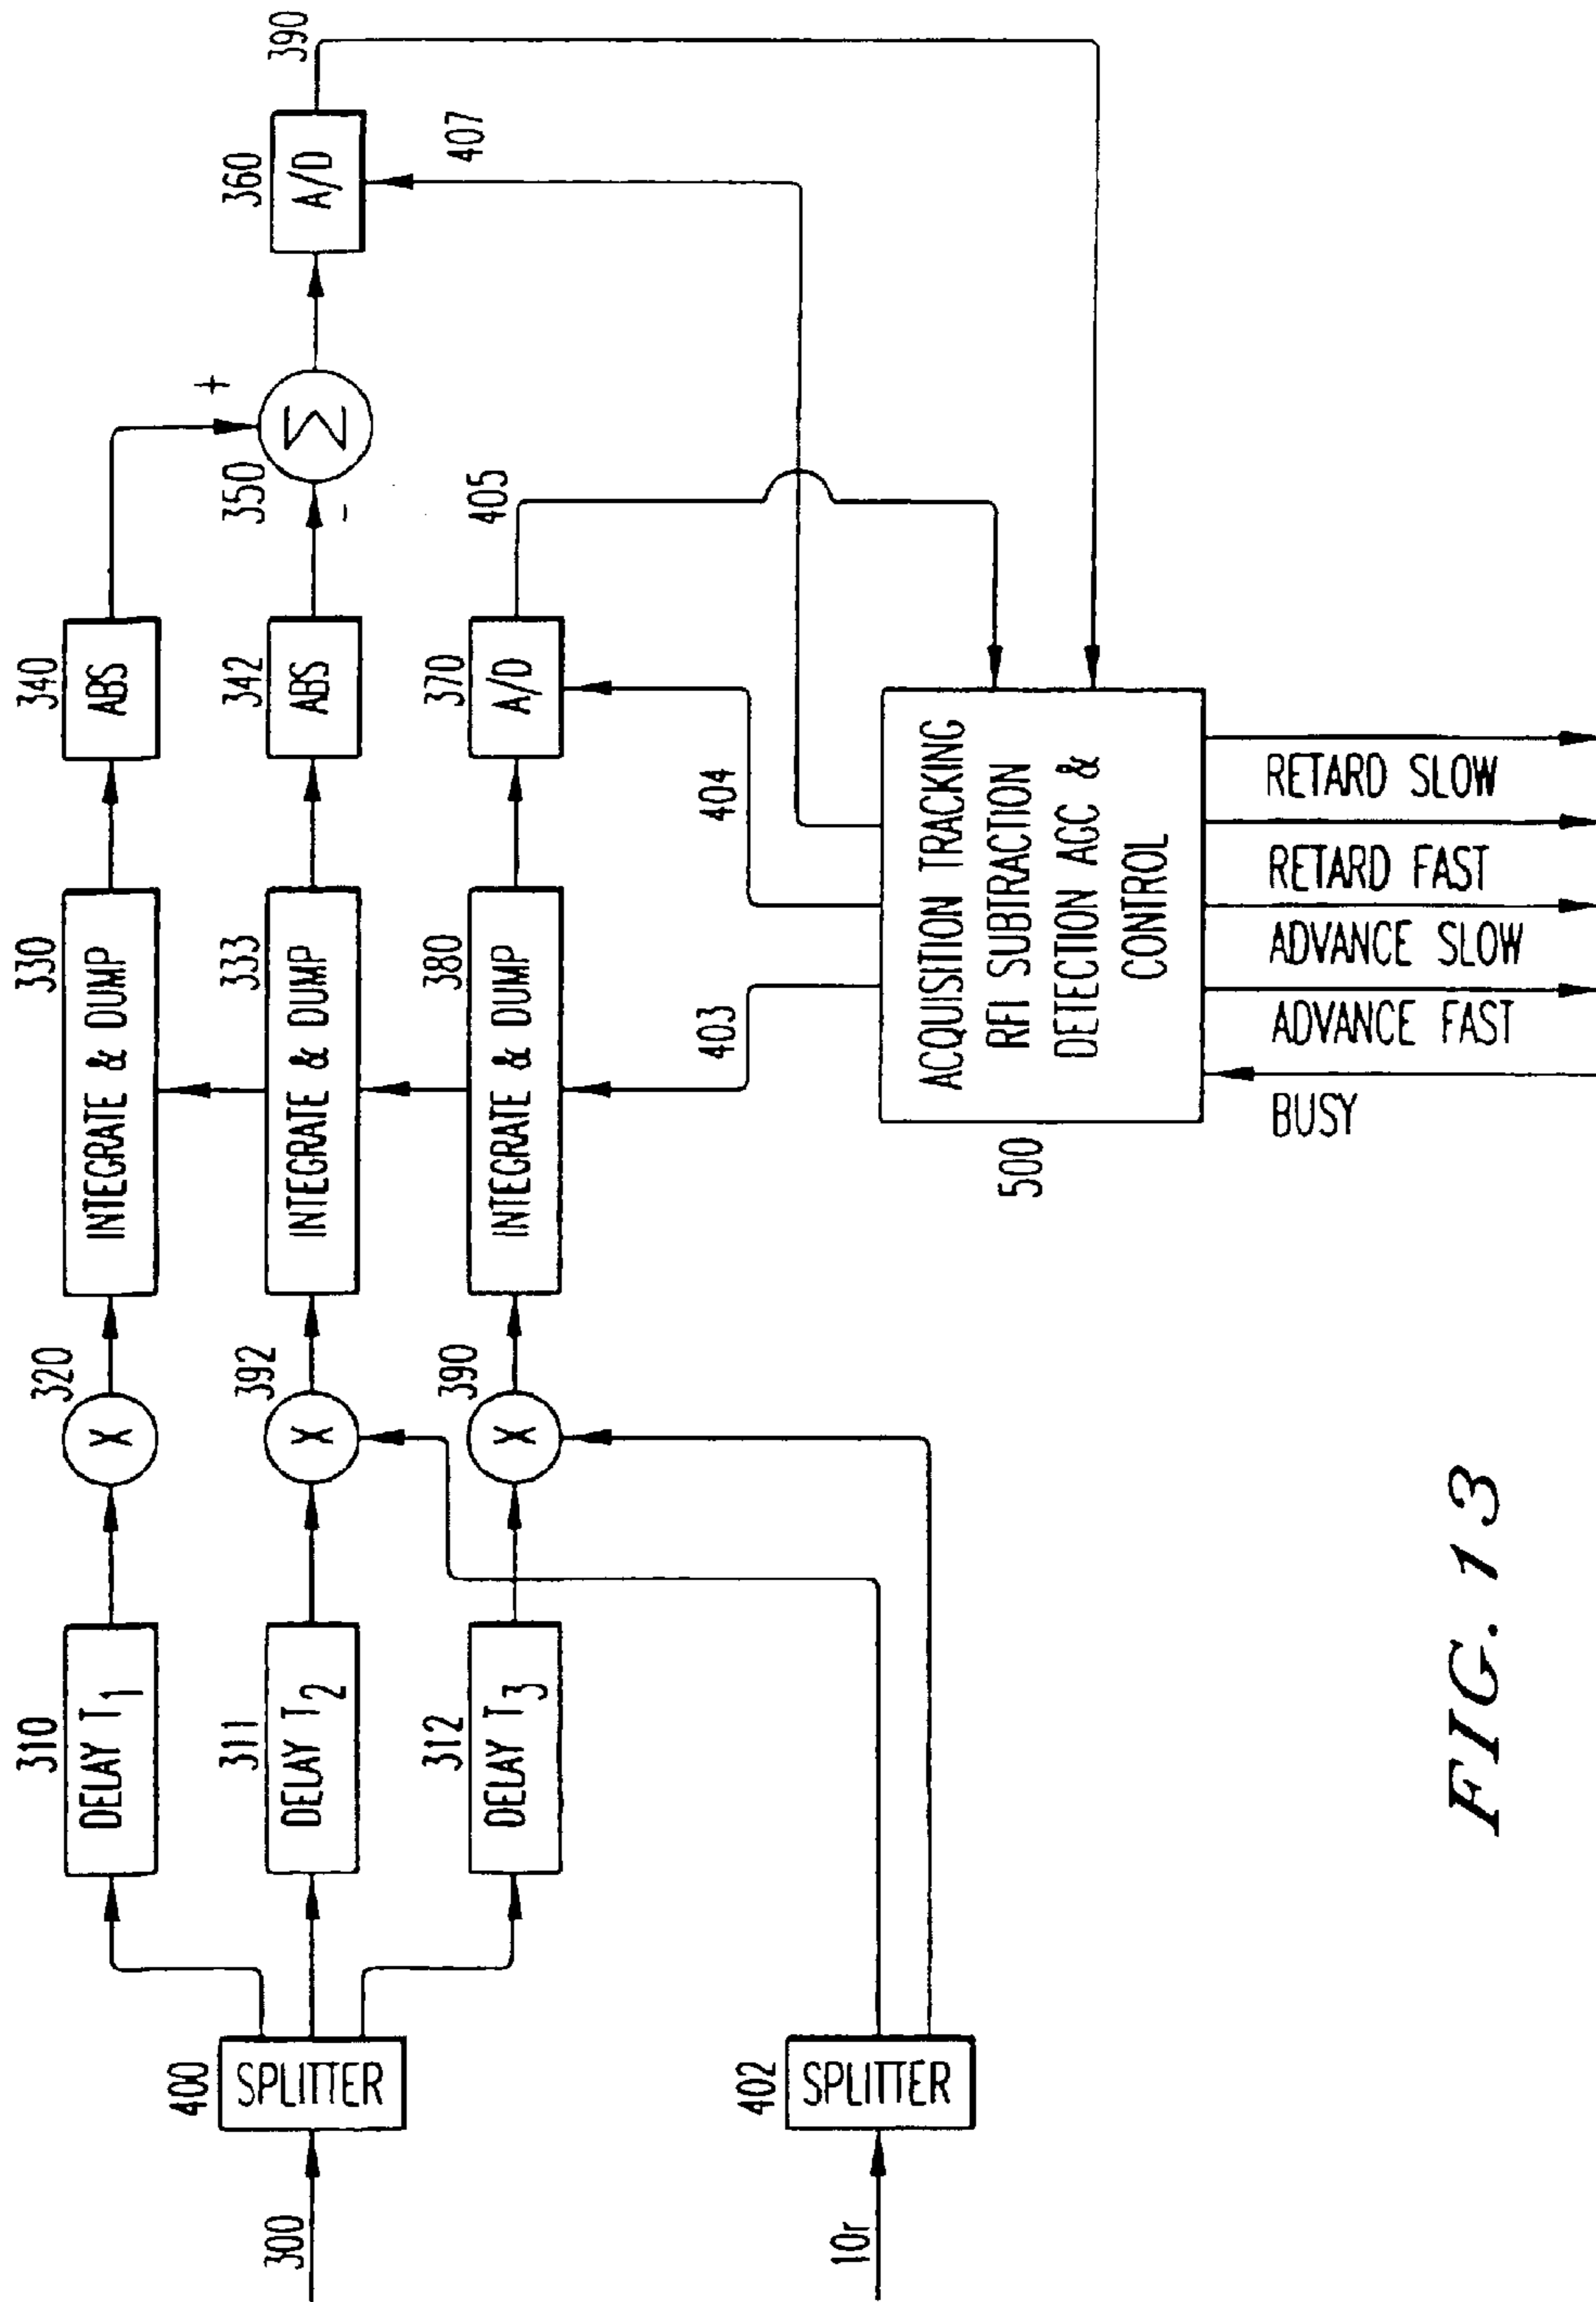 300
400
SPLITTER
310
DELAY T1
311
DELAY T2
312
DELAY T3
320
X
392
X
390
X
330
INTEGRATE & DUMP
333
INTEGRATE & DUMP
380
INTEGRATE & DUMP
340
ABS
342
ABS
370
A/D
+
350
Σ
-
360
A/D
390
407
405
404
403
10r
402
SPLITTER
500
ACQUISITION TRACKING
RFI SUBTRACTION
DETECTION AGC &
CONTROL
RETARD SLOW
RETARD FAST
ADVANCE SLOW
ADVANCE FAST
BUSY
FIG. 13